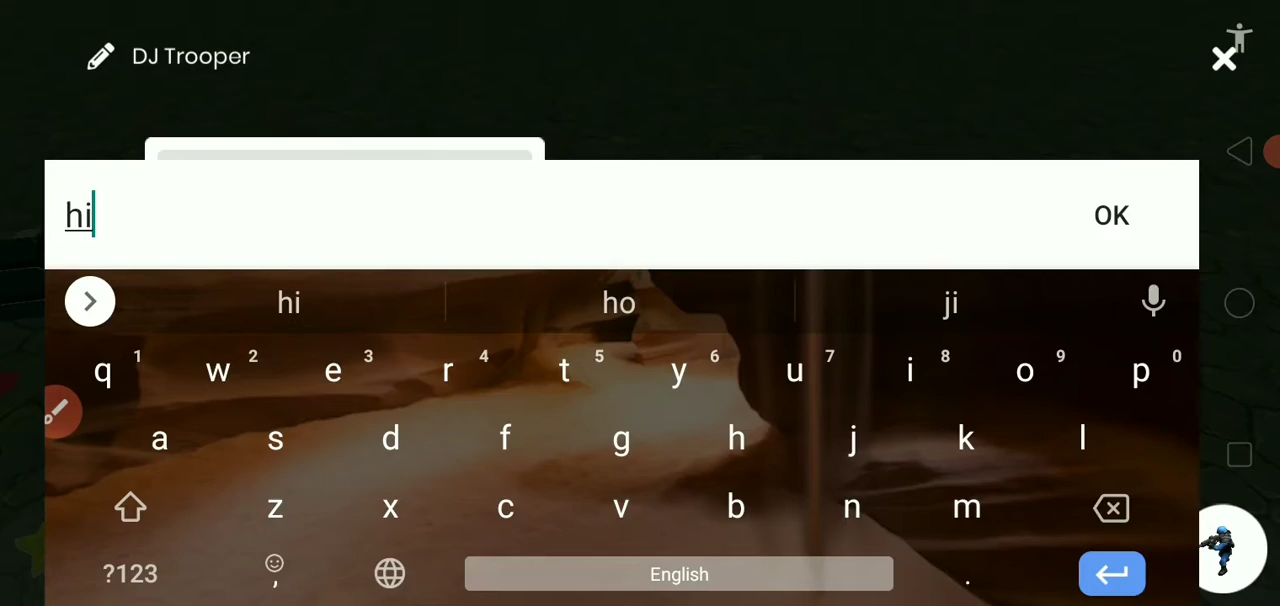 DJ Trooper
hi
OK
hi ho ji
q 1 w 2 e 3 r 4 t 5 y 6 u 7 i 8 o 9 p 0
a s d f g h j k l
z x c v b n m
?123 , English .